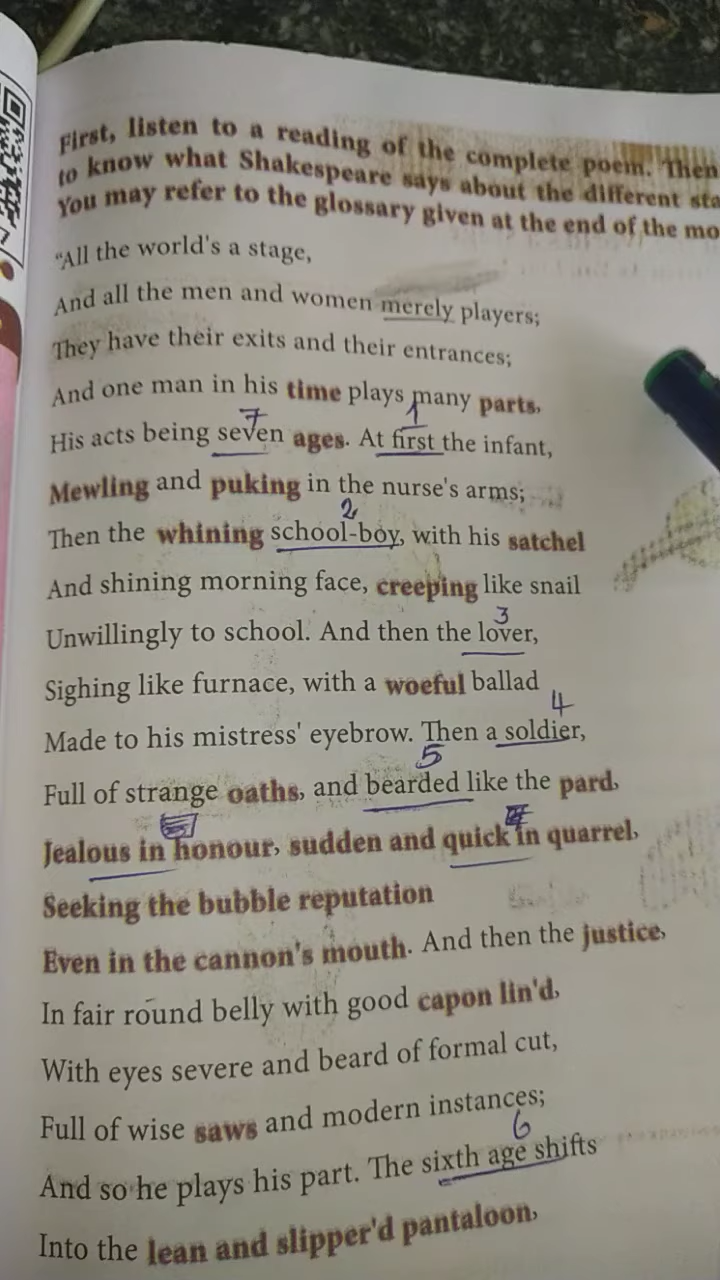 First, listen to a reading of the complete poem. Then
to know what Shakespeare says about the different sta
You may refer to the glossary given at the end of the mo
"All the world's a stage,
And all the men and women merely players;
They have their exits and their entrances;
And one man in his time plays many parts,
7 1
His acts being seven ages. At first the infant,
Mewling and puking in the nurse's arms;
2
Then the whining school-boy, with his satchel
And shining morning face, creeping like snail
3
Unwillingly to school. And then the lover,
Sighing like furnace, with a woeful ballad
4
Made to his mistress' eyebrow. Then a soldier,
5
Full of strange oaths, and bearded like the pard,
Jealous in honour, sudden and quick in quarrel,
Seeking the bubble reputation
Even in the cannon's mouth. And then the justice,
In fair round belly with good capon lin'd,
With eyes severe and beard of formal cut,
Full of wise saws and modern instances;
6
And so he plays his part. The sixth age shifts
Into the lean and slipper'd pantaloon,